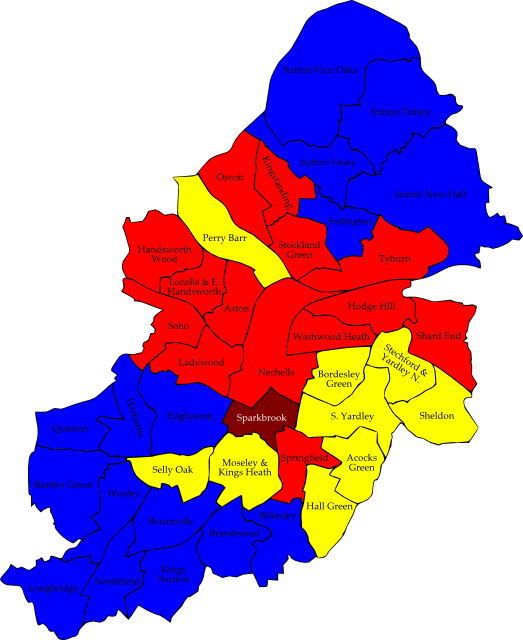 Sutton Four Oaks
Sutton Trinity
Sutton Vesey
Sutton New Hall
Oscott
Kingstanding
Erdington
Perry Barr
Stockland
Green
Tyburn
Handsworth
Wood
Lozells & E.
Handsworth
Aston
Hodge Hill
Soho
Washwood Heath
Shard End
Ladywood
Nechells
Bordesley
Green
Stechford &
Yardley N.
Harborne
Edgbaston
Sparkbrook
S. Yardley
Sheldon
Quinton
Selly Oak
Moseley &
Kings Heath
Springfield
Acocks
Green
Bartley Green
Weoley
Hall Green
Bournville
Billesley
Brandwood
Longbridge
Northfield
Kings
Norton